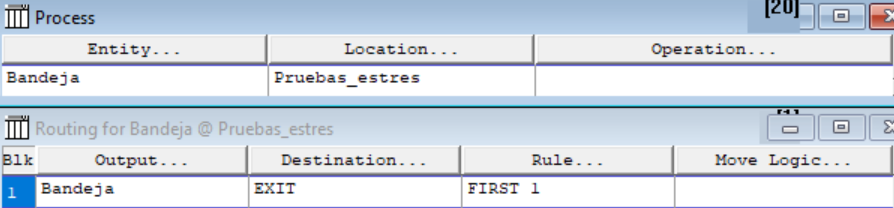 Process
[20]
Entity... Location... Operation...
Bandeja Pruebas_estres
Routing for Bandeja @ Pruebas_estres
Blk Output... Destination... Rule... Move Logic...
1 Bandeja EXIT FIRST 1